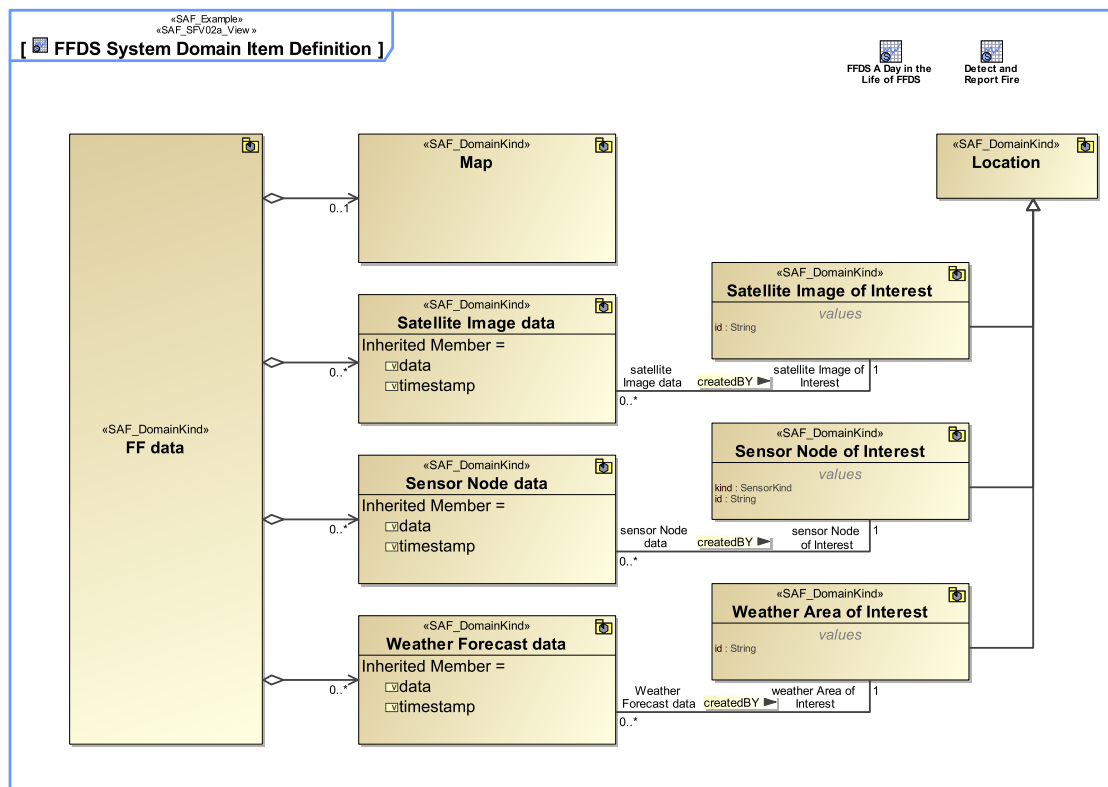 «SAF_Example»
«SAF_SFV02a_View »
[ FFDS System Domain Item Definition ]
FFDS A Day in the
Life of FFDS
Detect and
Report Fire
«SAF_DomainKind»
FF data
«SAF_DomainKind»
Map
0..1
«SAF_DomainKind»
Location
«SAF_DomainKind»
Satellite Image data
Inherited Member =
v data
v timestamp
0..*
«SAF_DomainKind»
Satellite Image of Interest
values
id : String
satellite
Image data
0..*
createdBY
satellite Image of
Interest
1
«SAF_DomainKind»
Sensor Node data
Inherited Member =
v data
v timestamp
0..*
«SAF_DomainKind»
Sensor Node of Interest
values
kind : SensorKind
id : String
sensor Node
data
0..*
createdBY
sensor Node
of Interest
1
«SAF_DomainKind»
Weather Forecast data
Inherited Member =
v data
v timestamp
0..*
«SAF_DomainKind»
Weather Area of Interest
values
id : String
Weather
Forecast data
0..*
createdBY
weather Area of
Interest
1